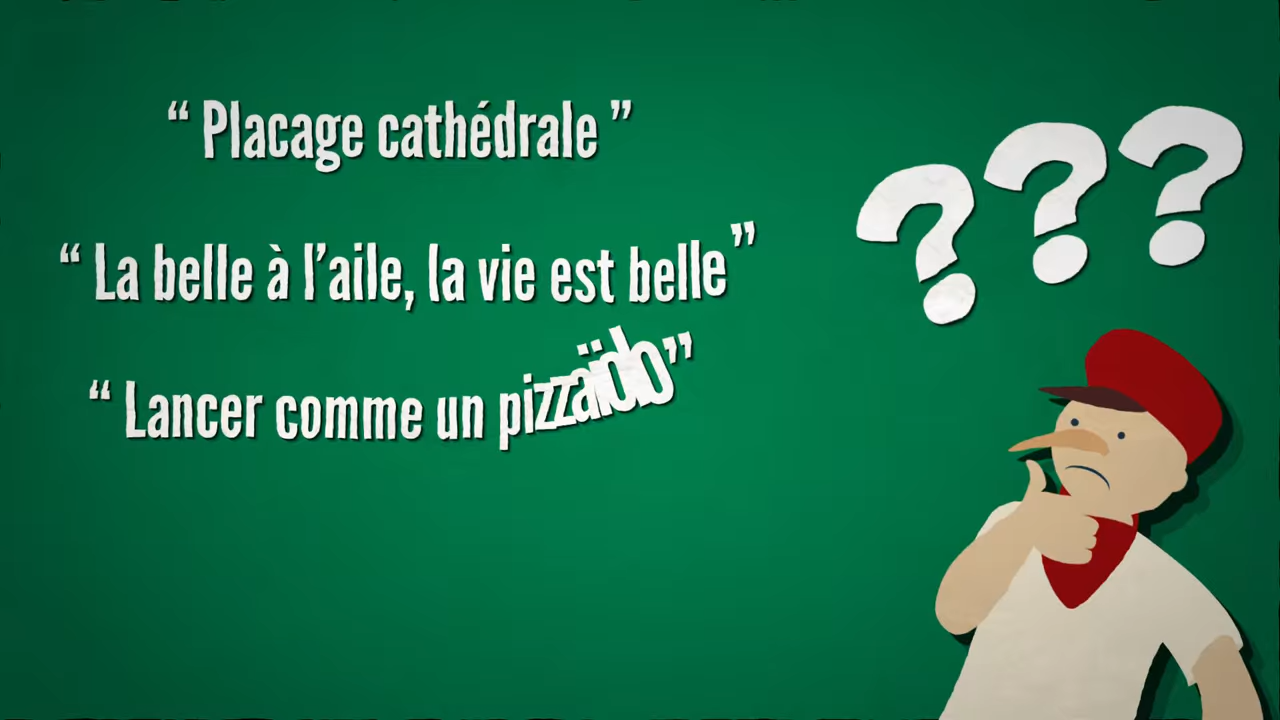 “ Placage cathédrale ”
“ La belle à l’aile, la vie est belle ”
“ Lancer comme un pizzaïolo ”
???